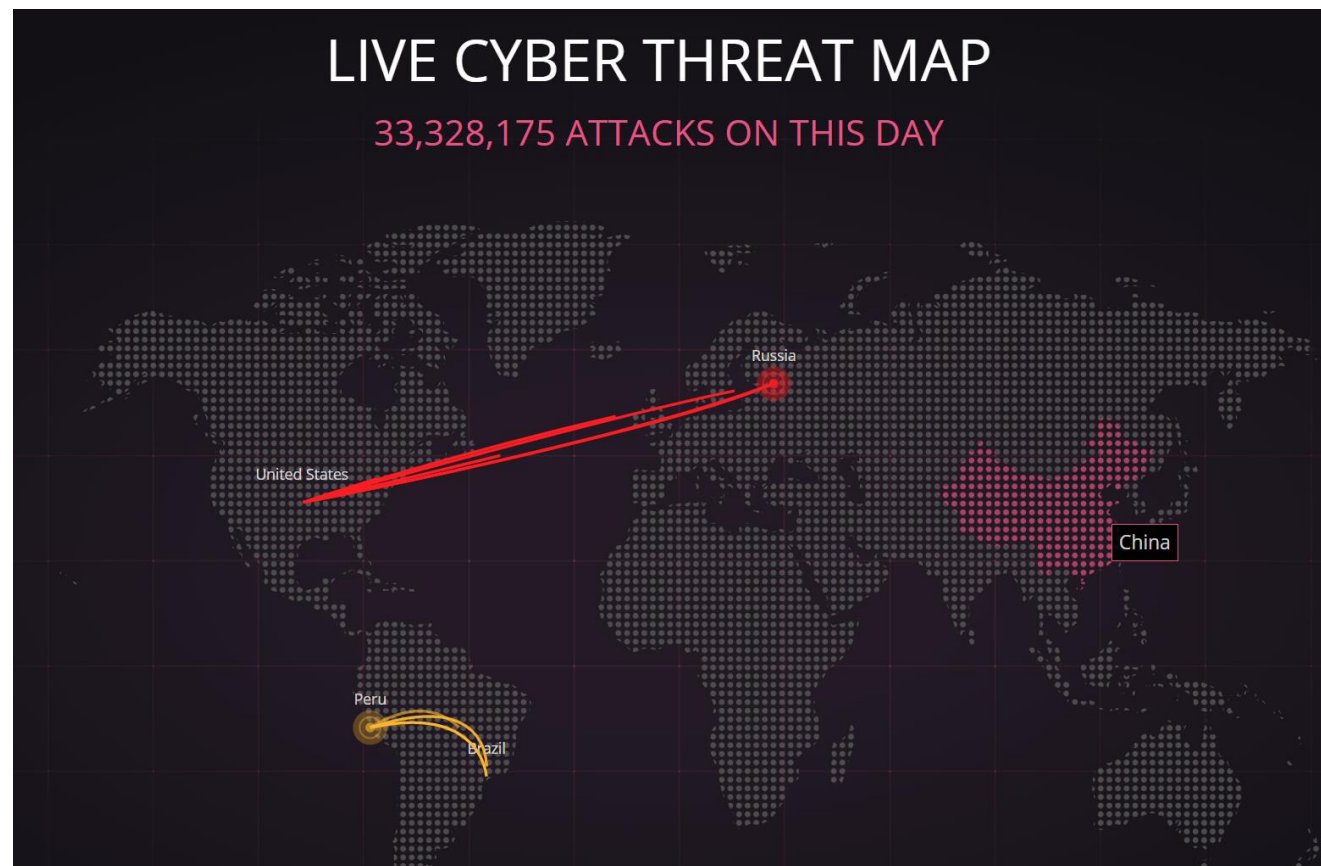 LIVE CYBER THREAT MAP
33,328,175 ATTACKS ON THIS DAY
Russia
United States
China
Peru
Brazil